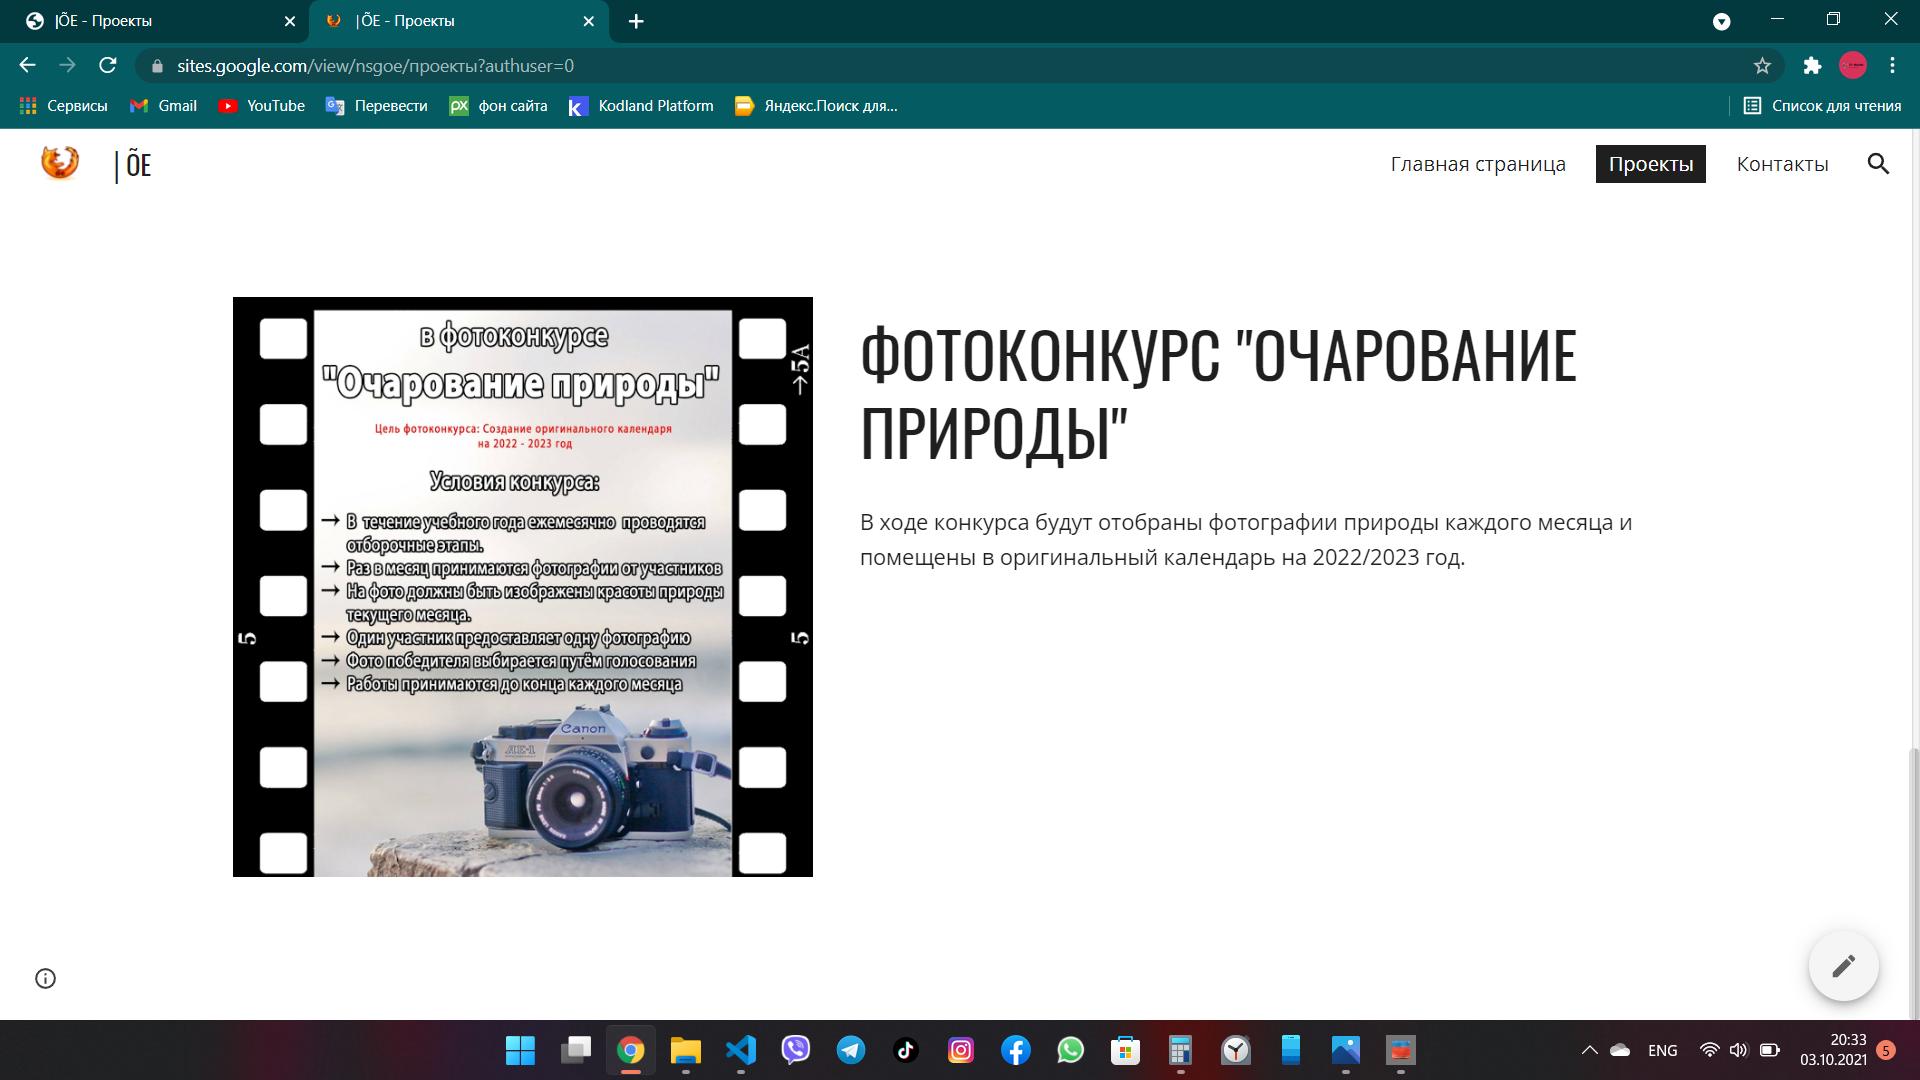 |ÕE - Проекты
|ÕE - Проекты
sites.google.com/view/nsgoe/проекты?authuser=0
Сервисы
Gmail
YouTube
Перевести
фон сайта
Kodland Platform
Яндекс.Поиск для...
Список для чтения
| ÕE
Главная страница
Проекты
Контакты
в фотоконкурсе
"Очарование природы"
Цель фотоконкурса: Создание оригинального календаря
на 2022 - 2023 год
Условия конкурса:
→ В течение учебного года ежемесячно проводятся
отборочные этапы.
→ Раз в месяц принимаются фотографии от участников
→ На фото должны быть изображены красоты природы
текущего месяца.
→ Один участник предоставляет одну фотографию
→ Фото победителя выбирается путём голосования
→ Работы принимаются до конца каждого месяца
→5A
5
5
Canon
AE-1
ФОТОКОНКУРС "ОЧАРОВАНИЕ
ПРИРОДЫ"
В ходе конкурса будут отобраны фотографии природы каждого месяца и
помещены в оригинальный календарь на 2022/2023 год.
ENG
20:33
03.10.2021
5